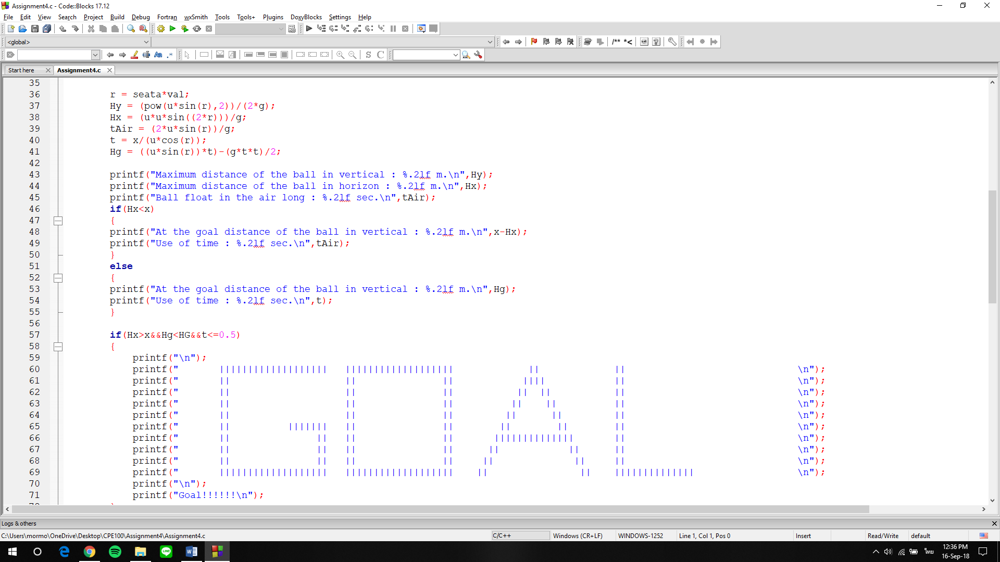 Assignment4.c - Code::Blocks 17.12
File Edit View Search Project Build Debug Fortran wxSmith Tools Tools+ Plugins DoxyBlocks Settings Help
<global>
/** *<
Aa .*
S C
Start here Assignment4.c
35
36 r = seata*val;
37 Hy = (pow(u*sin(r),2))/(2*g);
38 Hx = (u*u*sin((2*r)))/g;
39 tAir = (2*u*sin(r))/g;
40 t = x/(u*cos(r));
41 Hg = ((u*sin(r))*t)-(g*t*t)/2;
42
43 printf("Maximum distance of the ball in vertical : %.2lf m.\n",Hy);
44 printf("Maximum distance of the ball in horizon : %.2lf m.\n",Hx);
45 printf("Ball float in the air long : %.2lf sec.\n",tAir);
46 if(Hx<x)
47 {
48 printf("At the goal distance of the ball in vertical : %.2lf m.\n",x-Hx);
49 printf("Use of time : %.2lf sec.\n",tAir);
50 }
51 else
52 {
53 printf("At the goal distance of the ball in vertical : %.2lf m.\n",Hg);
54 printf("Use of time : %.2lf sec.\n",t);
55 }
56
57 if(Hx>x&&Hg<HG&&t<=0.5)
58 {
59 printf("\n");
60 printf("       |||||||||||||||||||   |||||||||||||||||||             ||             ||                              \n");
61 printf("       ||                    ||               ||            ||||            ||                              \n");
62 printf("       ||                    ||               ||           ||  ||           ||                              \n");
63 printf("       ||                    ||               ||          ||    ||          ||                              \n");
64 printf("       ||                    ||               ||         ||      ||         ||                              \n");
65 printf("       ||          |||||||   ||               ||        ||        ||        ||                              \n");
66 printf("       ||               ||   ||               ||       ||||||||||||||       ||                              \n");
67 printf("       ||               ||   ||               ||      ||            ||      ||                              \n");
68 printf("       ||               ||   ||               ||     ||              ||     ||                              \n");
69 printf("       |||||||||||||||||||   |||||||||||||||||||    ||                ||    ||||||||||||||                  \n");
70 printf("\n");
71 printf("Goal!!!!!!\n");
Logs & others
C:\Users\mormo\OneDrive\Desktop\CPE100\Assignment4\Assignment4.c C/C++ Windows (CR+LF) WINDOWS-1252 Line 1, Col 1, Pos 0 Insert Read/Write default
LINE ไทย 12:36 PM
16-Sep-18